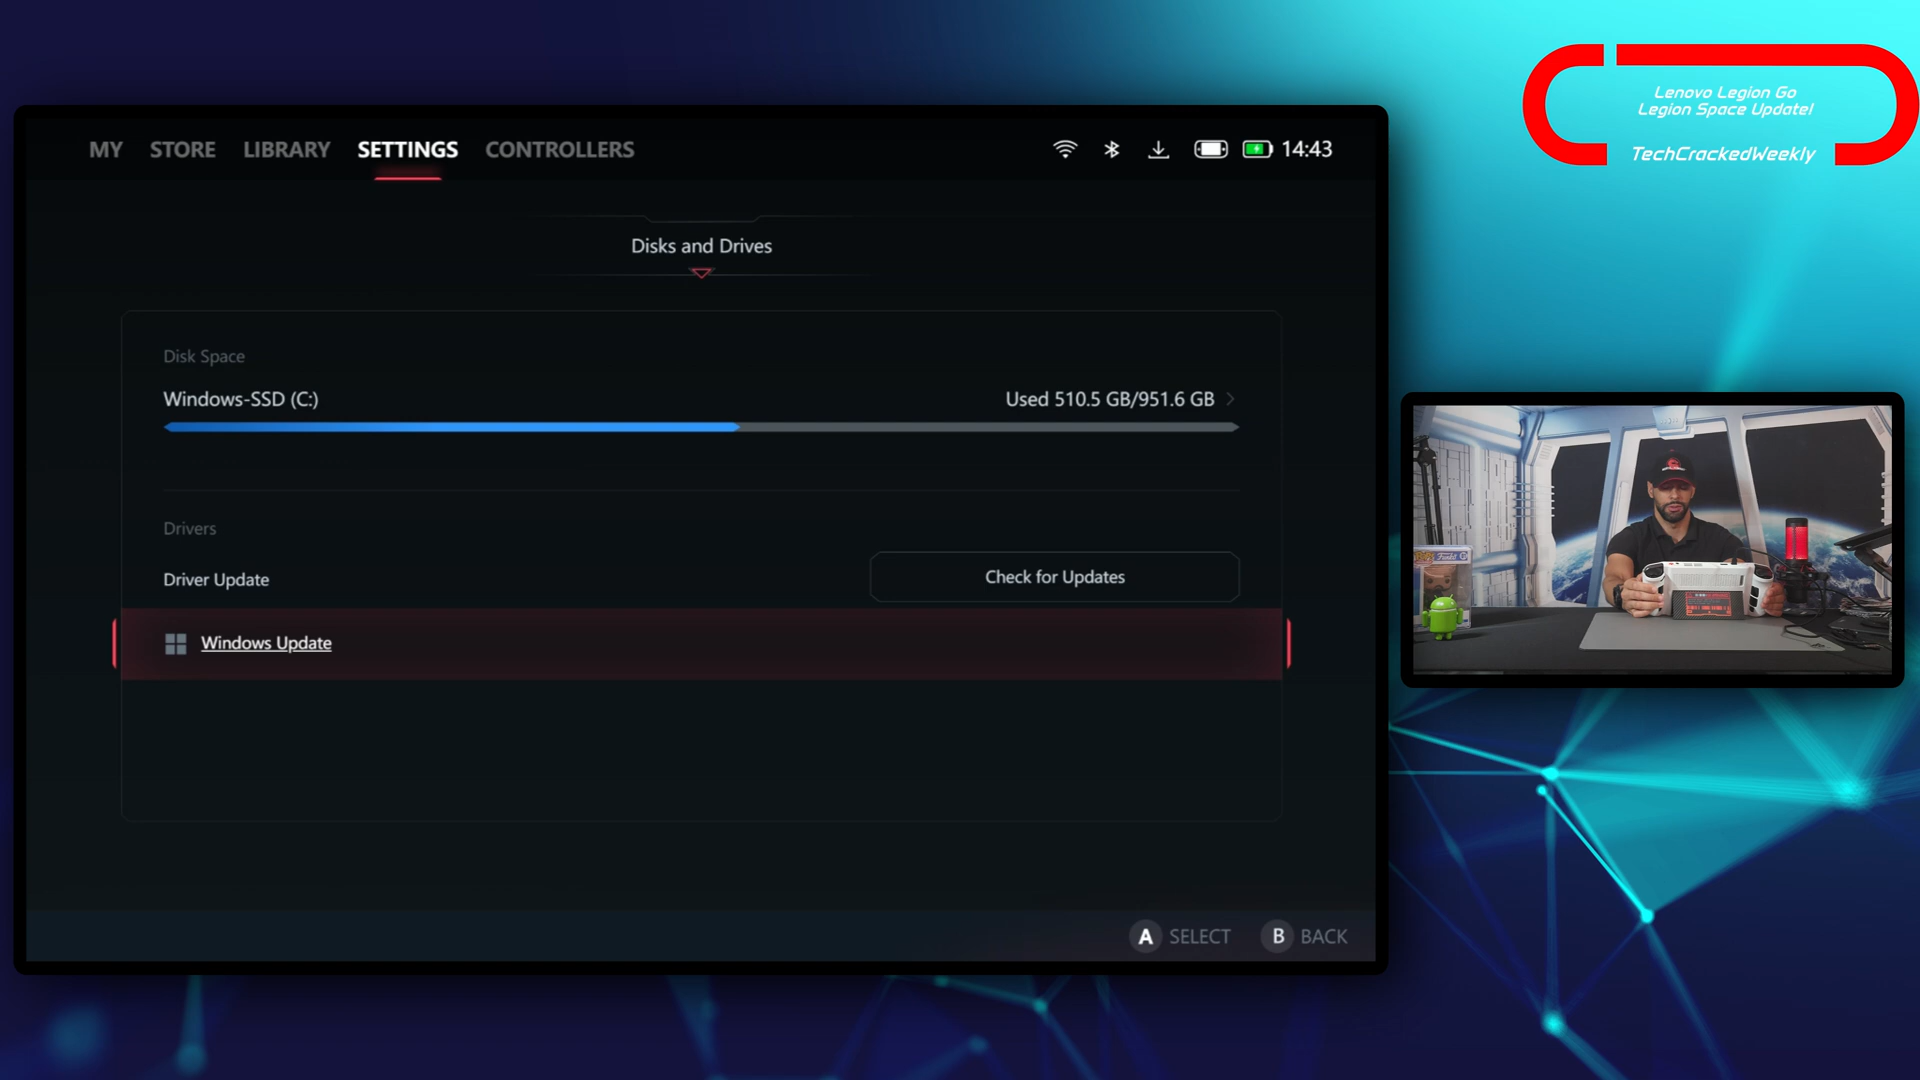 Lenovo Legion Go
Legion Space Update!
TechCrackedWeekly
MY STORE LIBRARY SETTINGS CONTROLLERS 14:43
Disks and Drives
Disk Space
Windows-SSD (C:) Used 510.5 GB/951.6 GB
Drivers
Driver Update Check for Updates
Windows Update
A SELECT B BACK
Funko